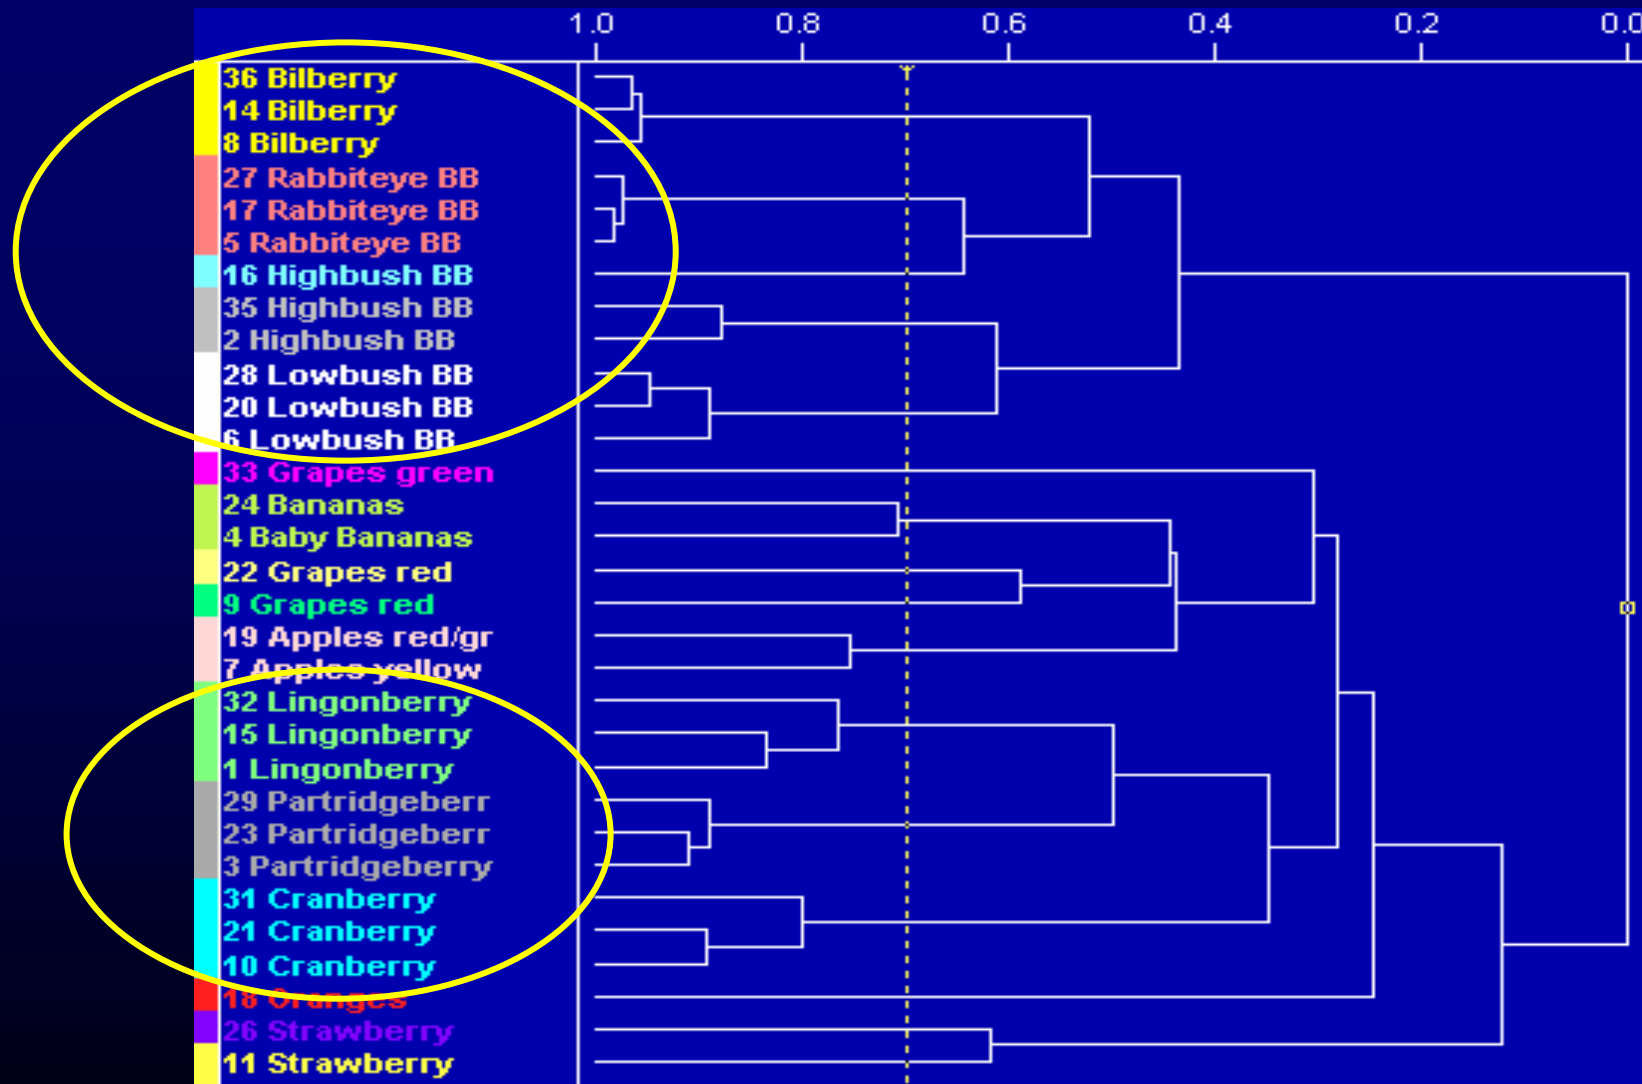 1.0 0.8 0.6 0.4 0.2 0.0
36 Bilberry
14 Bilberry
8 Bilberry
27 Rabbiteye BB
17 Rabbiteye BB
5 Rabbiteye BB
16 Highbush BB
35 Highbush BB
2 Highbush BB
28 Lowbush BB
20 Lowbush BB
6 Lowbush BB
33 Grapes green
24 Bananas
4 Baby Bananas
22 Grapes red
9 Grapes red
19 Apples red/gr
7 Apples yellow
32 Lingonberry
15 Lingonberry
1 Lingonberry
29 Partridgeberr
23 Partridgeberr
3 Partridgeberry
31 Cranberry
21 Cranberry
10 Cranberry
18 Oranges
26 Strawberry
11 Strawberry